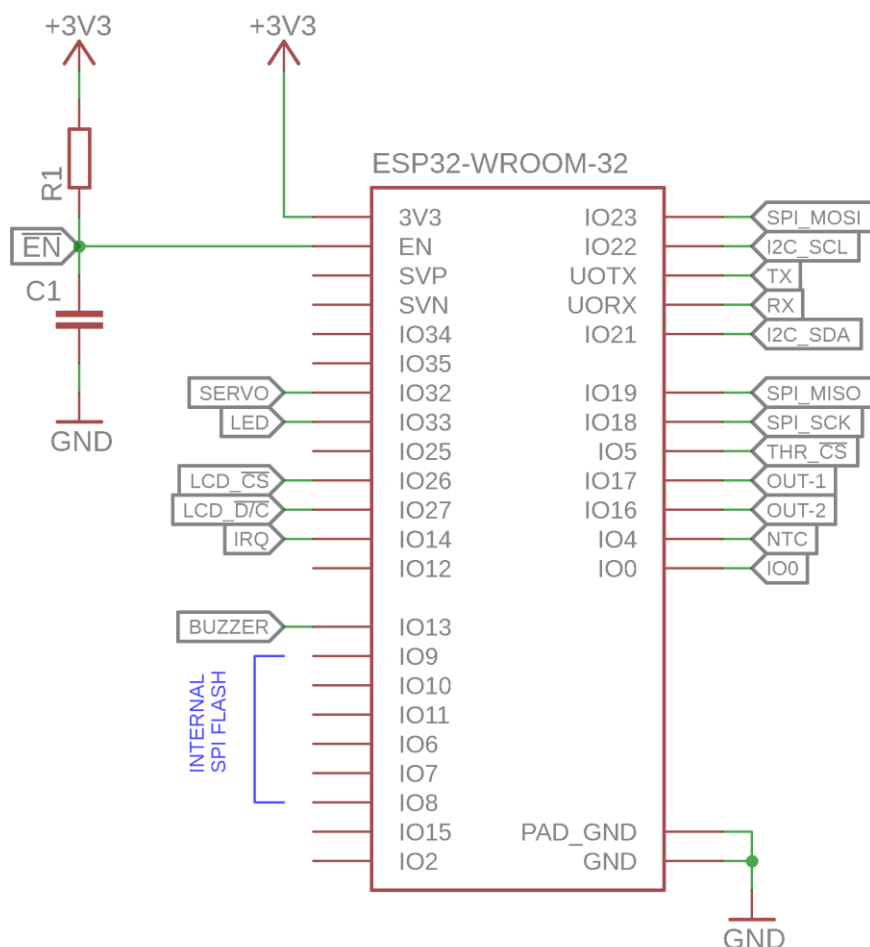 +3V3
+3V3
ESP32-WROOM-32
R1
EN
C1
GND
3V3
EN
SVP
SVN
IO34
IO35
SERVO
IO32
LED
IO33
IO25
LCD_CS
IO26
LCD_D/C
IO27
IRQ
IO14
IO12
BUZZER
IO13
IO9
IO10
IO11
IO6
IO7
IO8
IO15
IO2
INTERNAL
SPI FLASH
IO23
SPI_MOSI
IO22
I2C_SCL
UOTX
TX
UORX
RX
IO21
I2C_SDA
IO19
SPI_MISO
IO18
SPI_SCK
IO5
THR_CS
IO17
OUT-1
IO16
OUT-2
IO4
NTC
IO0
IO0
PAD_GND
GND
GND